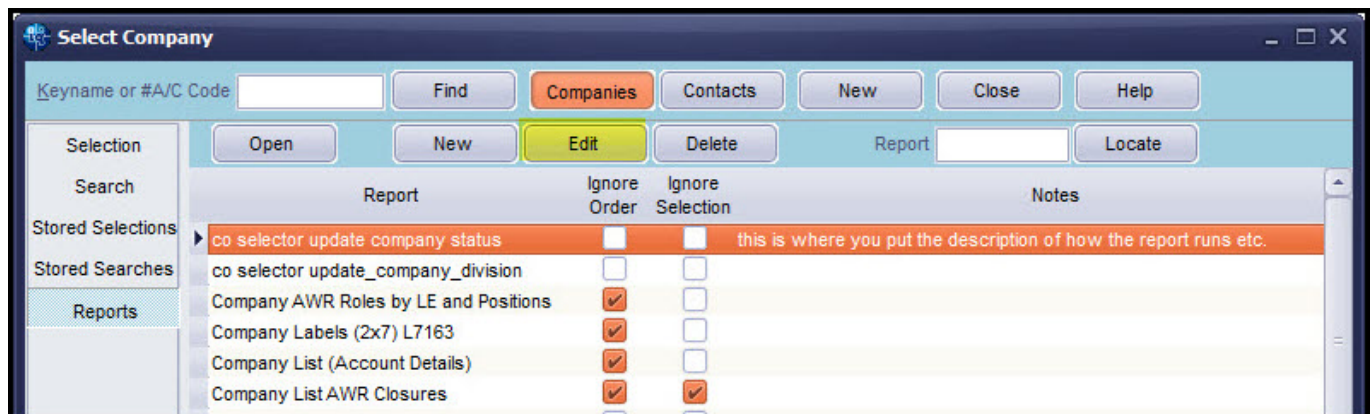 Select Company
Keyname or #A/C Code Find Companies Contacts New Close Help
Selection Open New Edit Delete Report Locate
Search
Stored Selections
Stored Searches
Reports
Report Ignore Order Ignore Selection Notes
co selector update company status this is where you put the description of how the report runs etc.
co selector update_company_division
Company AWR Roles by LE and Positions
Company Labels (2x7) L7163
Company List (Account Details)
Company List AWR Closures